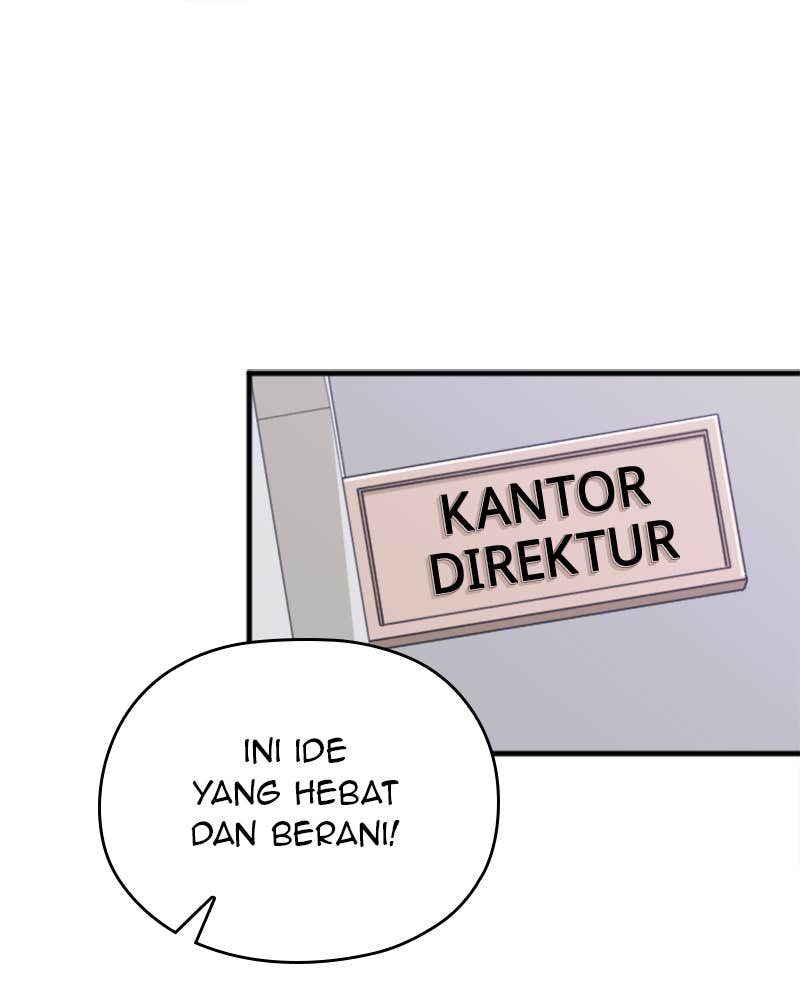 KANTOR
DIREKTUR
INI IDE
YANG HEBAT
DAN BERANI!